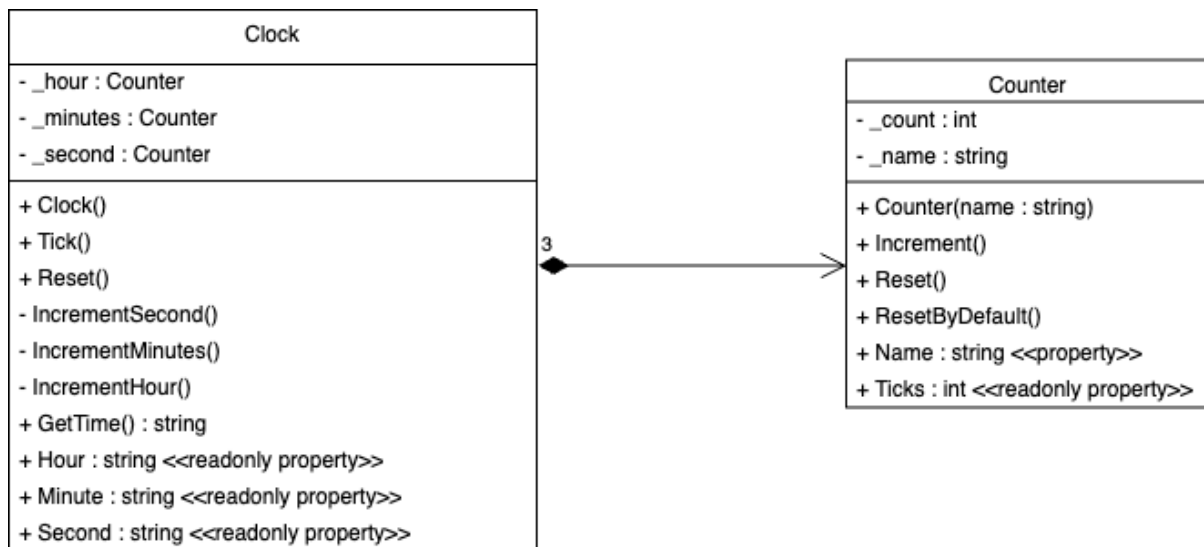 Clock
- _hour : Counter
- _minutes : Counter
- _second : Counter
+ Clock()
+ Tick()
+ Reset()
- IncrementSecond()
- IncrementMinutes()
- IncrementHour()
+ GetTime() : string
+ Hour : string <<readonly property>>
+ Minute : string <<readonly property>>
+ Second : string <<readonly property>>
3
Counter
- _count : int
- _name : string
+ Counter(name : string)
+ Increment()
+ Reset()
+ ResetByDefault()
+ Name : string <<property>>
+ Ticks : int <<readonly property>>